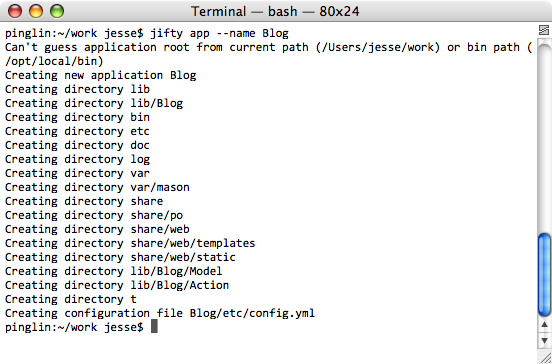 Terminal — bash — 80x24
pinglin:~/work jesse$ jifty app --name Blog
Can't guess application root from current path (/Users/jesse/work) or bin path (
/opt/local/bin)
Creating new application Blog
Creating directory lib
Creating directory lib/Blog
Creating directory bin
Creating directory etc
Creating directory doc
Creating directory log
Creating directory var
Creating directory var/mason
Creating directory share
Creating directory share/po
Creating directory share/web
Creating directory share/web/templates
Creating directory share/web/static
Creating directory lib/Blog/Model
Creating directory lib/Blog/Action
Creating directory t
Creating configuration file Blog/etc/config.yml
pinglin:~/work jesse$